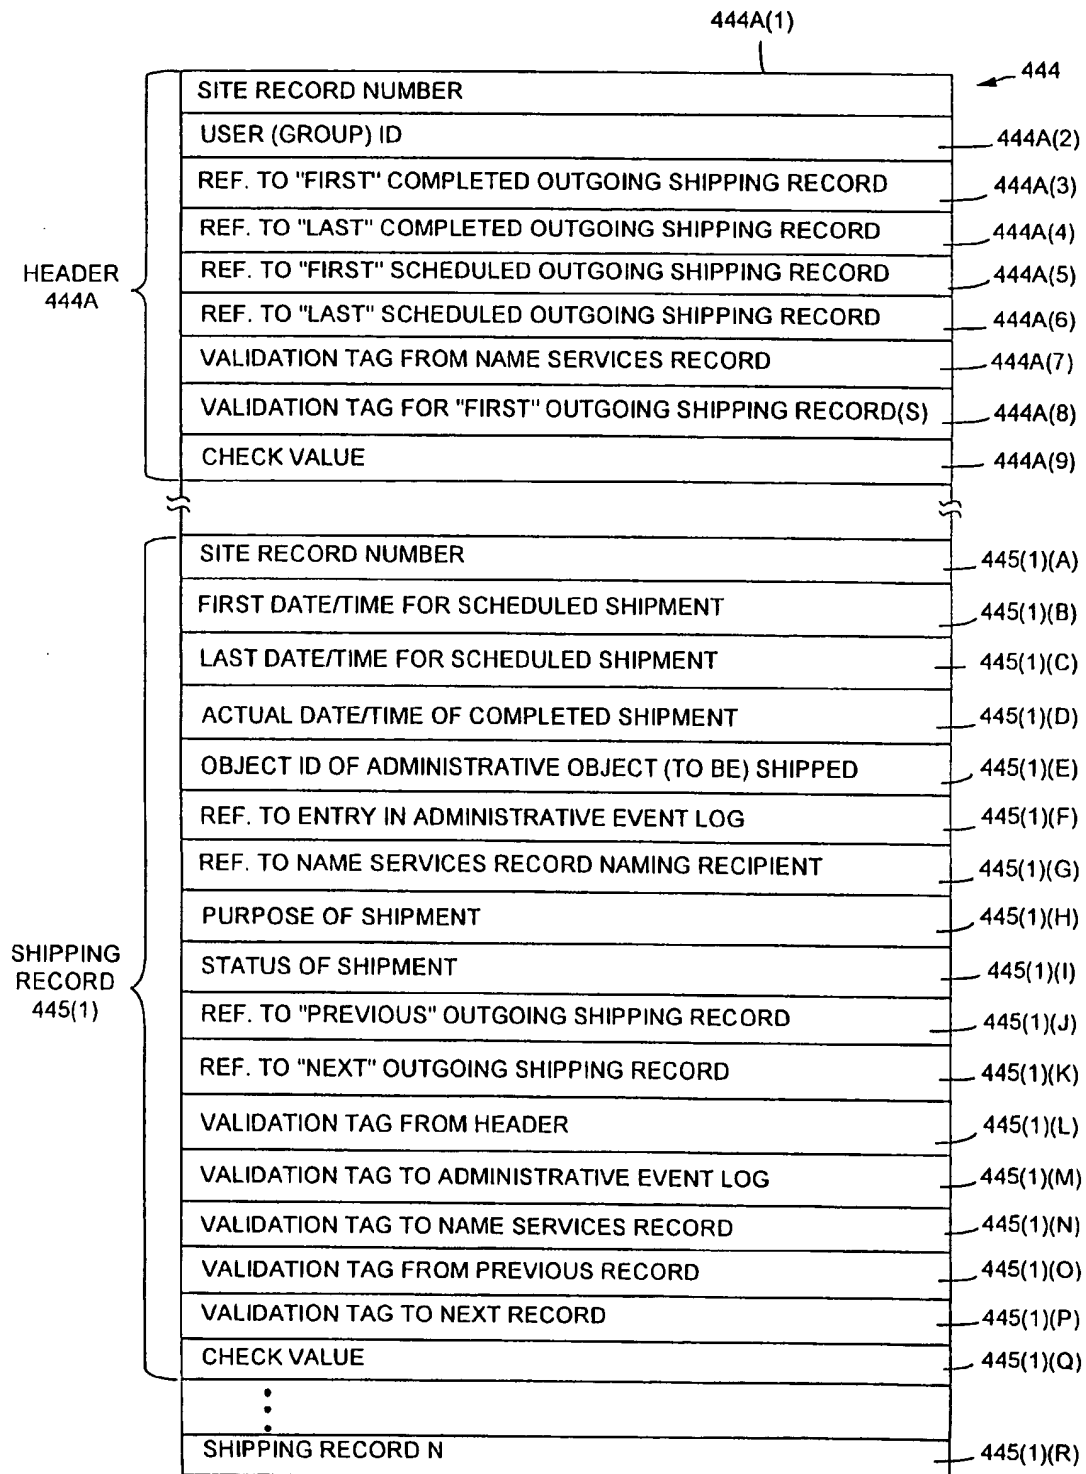 444A(1)
444
SITE RECORD NUMBER
USER (GROUP) ID 444A(2)
REF. TO "FIRST" COMPLETED OUTGOING SHIPPING RECORD 444A(3)
REF. TO "LAST" COMPLETED OUTGOING SHIPPING RECORD 444A(4)
HEADER
444A
REF. TO "FIRST" SCHEDULED OUTGOING SHIPPING RECORD 444A(5)
REF. TO "LAST" SCHEDULED OUTGOING SHIPPING RECORD 444A(6)
VALIDATION TAG FROM NAME SERVICES RECORD 444A(7)
VALIDATION TAG FOR "FIRST" OUTGOING SHIPPING RECORD(S) 444A(8)
CHECK VALUE 444A(9)
SITE RECORD NUMBER 445(1)(A)
FIRST DATE/TIME FOR SCHEDULED SHIPMENT 445(1)(B)
LAST DATE/TIME FOR SCHEDULED SHIPMENT 445(1)(C)
ACTUAL DATE/TIME OF COMPLETED SHIPMENT 445(1)(D)
OBJECT ID OF ADMINISTRATIVE OBJECT (TO BE) SHIPPED 445(1)(E)
REF. TO ENTRY IN ADMINISTRATIVE EVENT LOG 445(1)(F)
REF. TO NAME SERVICES RECORD NAMING RECIPIENT 445(1)(G)
PURPOSE OF SHIPMENT 445(1)(H)
SHIPPING
RECORD
445(1)
STATUS OF SHIPMENT 445(1)(I)
REF. TO "PREVIOUS" OUTGOING SHIPPING RECORD 445(1)(J)
REF. TO "NEXT" OUTGOING SHIPPING RECORD 445(1)(K)
VALIDATION TAG FROM HEADER 445(1)(L)
VALIDATION TAG TO ADMINISTRATIVE EVENT LOG 445(1)(M)
VALIDATION TAG TO NAME SERVICES RECORD 445(1)(N)
VALIDATION TAG FROM PREVIOUS RECORD 445(1)(O)
VALIDATION TAG TO NEXT RECORD 445(1)(P)
CHECK VALUE 445(1)(Q)
SHIPPING RECORD N 445(1)(R)